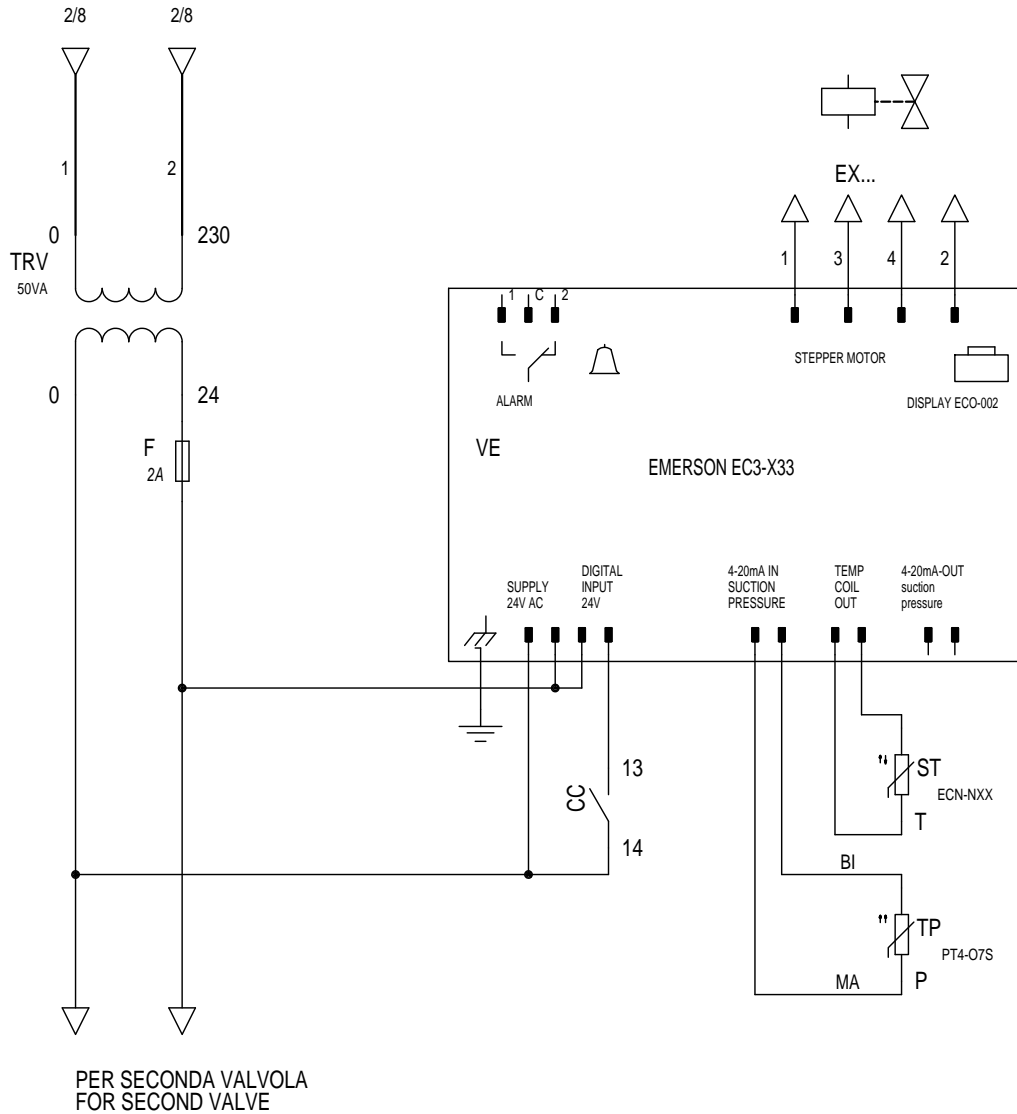 2/8 2/8
1 2
0 230
TRV
50VA
0 24
F
2A
EX...
1 3 4 2
1 C 2
ALARM
STEPPER MOTOR
DISPLAY ECO-002
VE
EMERSON EC3-X33
SUPPLY
24V AC
DIGITAL
INPUT
24V
4-20mA IN
SUCTION
PRESSURE
TEMP
COIL
OUT
4-20mA-OUT
suction
pressure
13
CC
14
ST
ECN-NXX
T
BI
TP
PT4-O7S
MA P
PER SECONDA VALVOLA
FOR SECOND VALVE